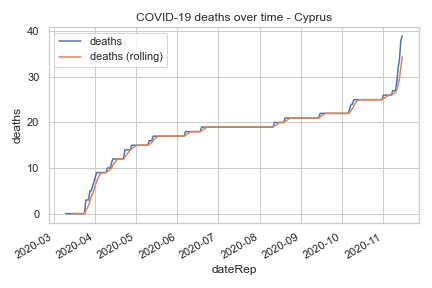 COVID-19 deaths over time - Cyprus
deaths
deaths (rolling)
deaths
40
30
20
10
0
2020-03
2020-04
2020-05
2020-06
2020-07
2020-08
2020-09
2020-10
2020-11
dateRep